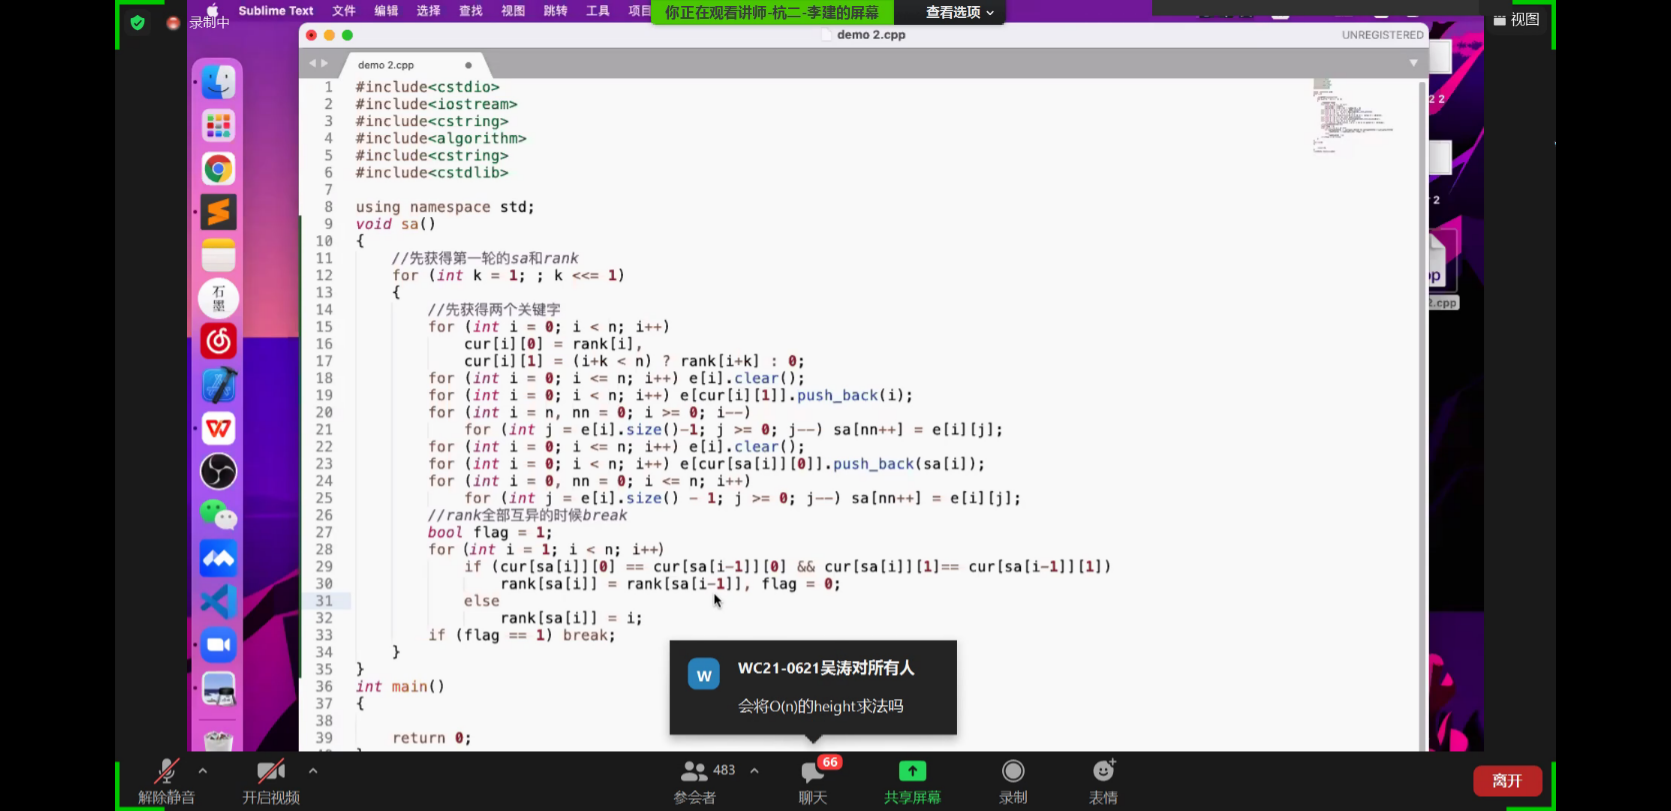 录制中
Sublime Text 文件 编辑 选择 查找 视图 跳转 工具 项目
你正在观看讲师-杭二-李建的屏幕
查看选项
视图
demo 2.cpp
UNREGISTERED
demo 2.cpp
1 #include<cstdio>
2 #include<iostream>
3 #include<cstring>
4 #include<algorithm>
5 #include<cstring>
6 #include<cstdlib>
7
8 using namespace std;
9 void sa()
10 {
11 //先获得第一轮的sa和rank
12 for (int k = 1; ; k <<= 1)
13 {
14 //先获得两个关键字
15 for (int i = 0; i < n; i++)
16 cur[i][0] = rank[i],
17 cur[i][1] = (i+k < n) ? rank[i+k] : 0;
18 for (int i = 0; i <= n; i++) e[i].clear();
19 for (int i = 0; i < n; i++) e[cur[i][1]].push_back(i);
20 for (int i = n, nn = 0; i >= 0; i--)
21 for (int j = e[i].size()-1; j >= 0; j--) sa[nn++] = e[i][j];
22 for (int i = 0; i <= n; i++) e[i].clear();
23 for (int i = 0; i < n; i++) e[cur[sa[i]][0]].push_back(sa[i]);
24 for (int i = 0, nn = 0; i <= n; i++)
25 for (int j = e[i].size() - 1; j >= 0; j--) sa[nn++] = e[i][j];
26 //rank全部互异的时候break
27 bool flag = 1;
28 for (int i = 1; i < n; i++)
29 if (cur[sa[i]][0] == cur[sa[i-1]][0] && cur[sa[i]][1]== cur[sa[i-1]][1])
30 rank[sa[i]] = rank[sa[i-1]], flag = 0;
31 else
32 rank[sa[i]] = i;
33 if (flag == 1) break;
34 }
35 }
36 int main()
37 {
38
39 return 0;
石墨
2 2
2
pp
2.cpp
W
WC21-0621吴涛对所有人
会将O(n)的height求法吗
解除静音
开启视频
483
参会者
66
聊天
共享屏幕
录制
表情
离开